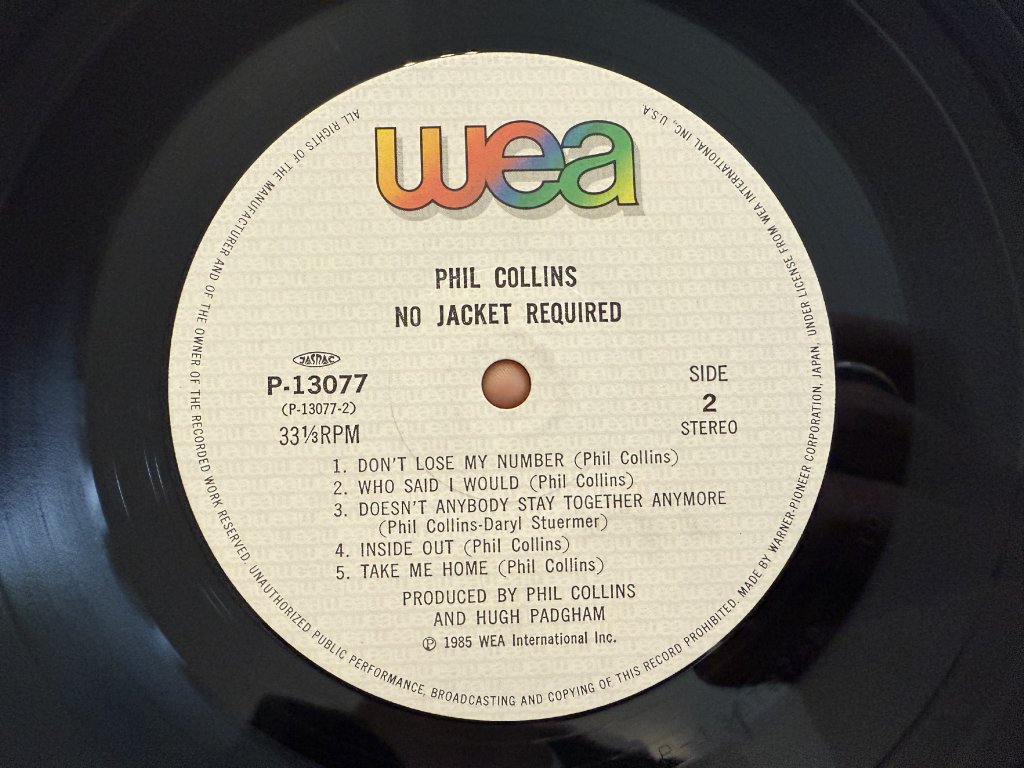 wea
PHIL COLLINS
NO JACKET REQUIRED
JASRAC
P-13077
(P-13077-2)
33⅓RPM
SIDE
2
STEREO
1. DON'T LOSE MY NUMBER (Phil Collins)
2. WHO SAID I WOULD (Phil Collins)
3. DOESN'T ANYBODY STAY TOGETHER ANYMORE
(Phil Collins-Daryl Stuermer)
4. INSIDE OUT (Phil Collins)
5. TAKE ME HOME (Phil Collins)
PRODUCED BY PHIL COLLINS
AND HUGH PADGHAM
℗ 1985 WEA International Inc.
ALL RIGHTS OF THE MANUFACTURER AND OF THE OWNER OF THE RECORDED WORK RESERVED. UNAUTHORIZED PUBLIC PERFORMANCE, BROADCASTING AND COPYING OF THIS RECORD PROHIBITED. MADE BY WARNER-PIONEER CORPORATION, JAPAN. UNDER LICENSE FROM WEA INTERNATIONAL INC., U.S.A.